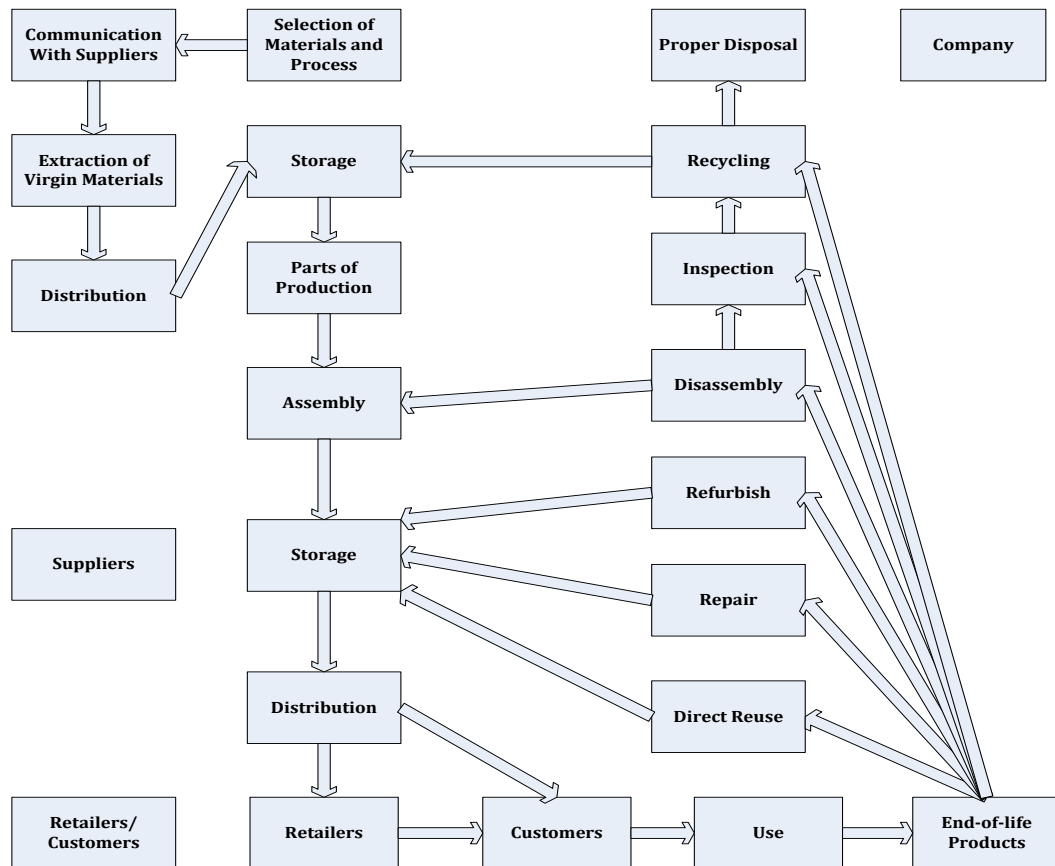 Communication
With Suppliers
Selection of
Materials and
Process
Proper Disposal
Company
Extraction of
Virgin Materials
Storage
Recycling
Distribution
Parts of
Production
Inspection
Assembly
Disassembly
Suppliers
Storage
Refurbish
Repair
Distribution
Direct Reuse
Retailers/
Customers
Retailers
Customers
Use
End-of-life
Products